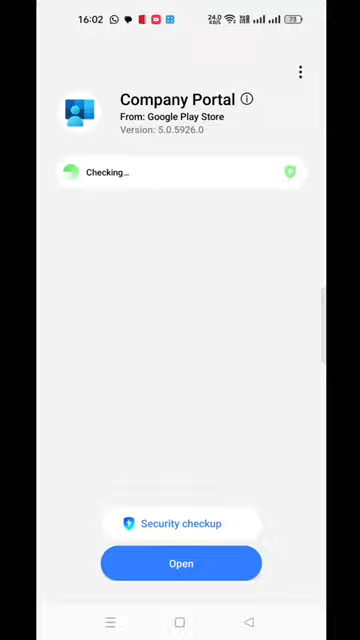 16:02
24.0
KB/S
73
Company Portal
From: Google Play Store
Version: 5.0.5926.0
Checking...
Security checkup
Open